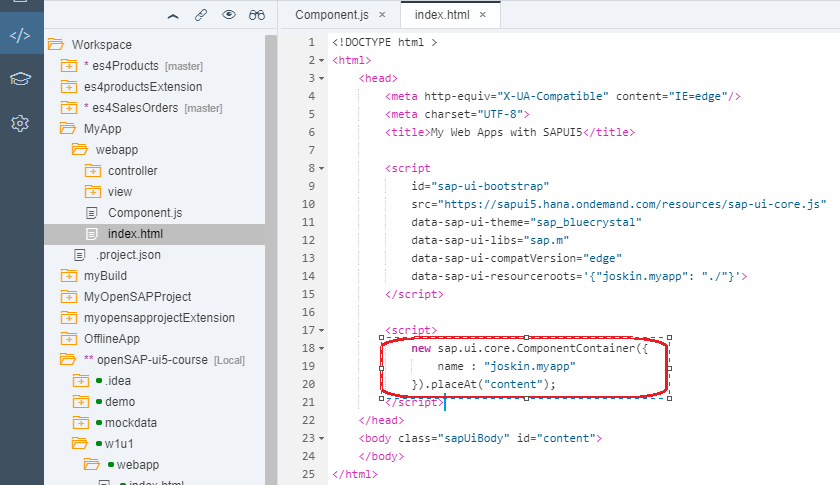 Workspace
* es4Products [master]
es4productsExtension
* es4SalesOrders [master]
MyApp
webapp
controller
view
Component.js
index.html
.project.json
myBuild
MyOpenSAPProject
myopensapprojectExtension
OfflineApp
** openSAP-ui5-course [Local]
.idea
demo
mockdata
w1u1
webapp
index.html
Component.js × index.html ×
1 <!DOCTYPE html >
2 <html>
3 <head>
4 <meta http-equiv="X-UA-Compatible" content="IE=edge"/>
5 <meta charset="UTF-8">
6 <title>My Web Apps with SAPUI5</title>
7
8 <script
9 id="sap-ui-bootstrap"
10 src="https://sapui5.hana.ondemand.com/resources/sap-ui-core.js"
11 data-sap-ui-theme="sap_bluecrystal"
12 data-sap-ui-libs="sap.m"
13 data-sap-ui-compatVersion="edge"
14 data-sap-ui-resourceroots='{"joskin.myapp": "./"}'>
15 </script>
16
17 <script>
18 new sap.ui.core.ComponentContainer({
19 name : "joskin.myapp"
20 }).placeAt("content");
21 </script>
22 </head>
23 <body class="sapUiBody" id="content">
24 </body>
25 </html>